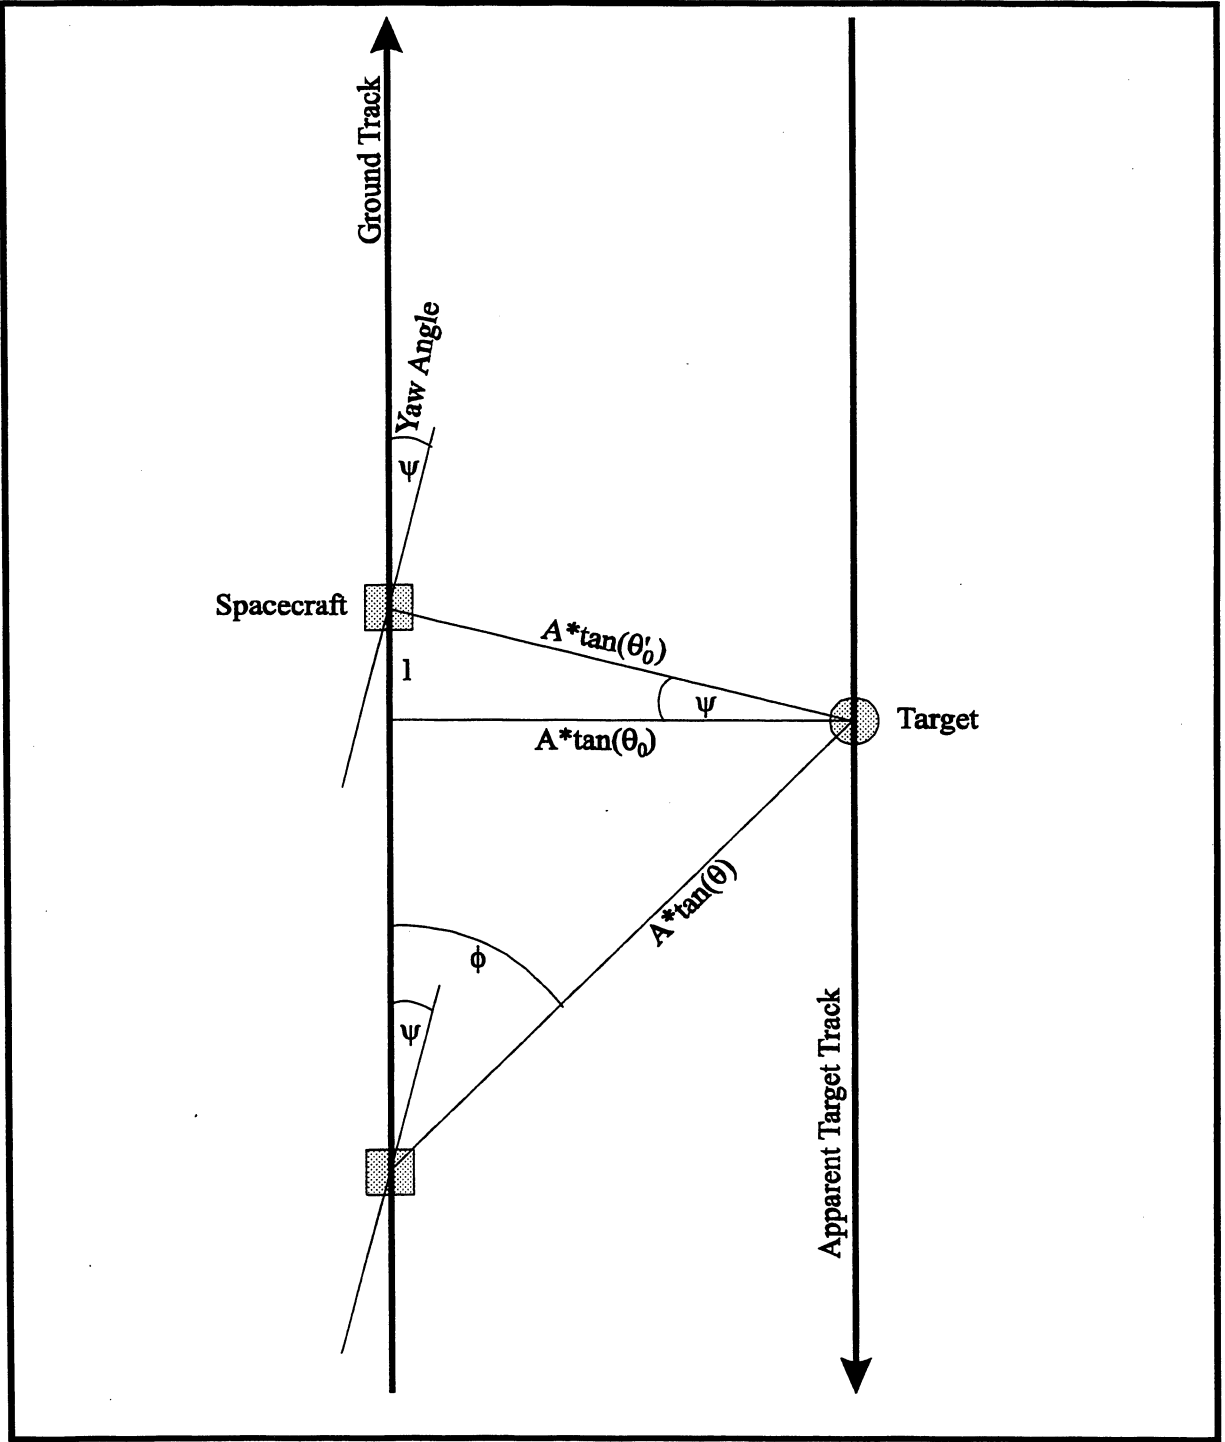 Ground Track
Yaw Angle
ψ
Spacecraft
A*tan(θ′₀)
l
ψ
Target
A*tan(θ₀)
A*tan(θ)
ϕ
ψ
Apparent Target Track